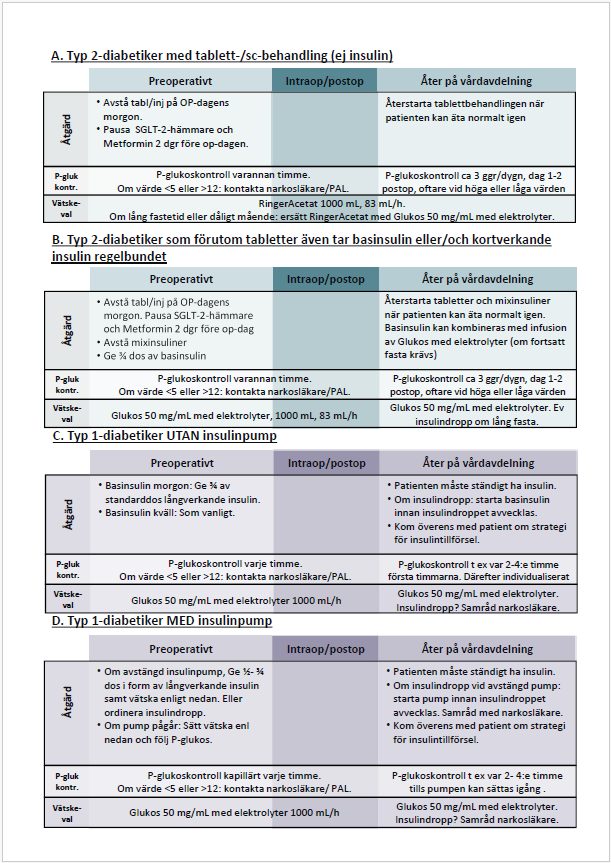 A. Typ 2-diabetiker med tablett-/sc-behandling (ej insulin)
Preoperativt
Intraop/postop
Åter på vårdavdelning
Åtgärd
• Avstå tabl/inj på OP-dagens
morgon.
• Pausa SGLT-2-hämmare och
Metformin 2 dgr före op-dagen.
Återstarta tablettbehandlingen när
patienten kan äta normalt igen
P-gluk
kontr.
P-glukoskontroll varannan timme.
Om värde <5 eller >12: kontakta narkosläkare/PAL.
P-glukoskontroll ca 3 ggr/dygn, dag 1-2
postop, oftare vid höga eller låga värden
Vätske-
val
RingerAcetat 1000 mL, 83 mL/h.
Om lång fastetid eller dåligt mående: ersätt RingerAcetat med Glukos 50 mg/mL med elektrolyter.
B. Typ 2-diabetiker som förutom tabletter även tar basinsulin eller/och kortverkande
insulin regelbundet
Preoperativt
Intraop/postop
Åter på vårdavdelning
Åtgärd
• Avstå tabl/inj på OP-dagens
morgon. Pausa SGLT-2-hämmare
och Metformin 2 dgr före op-dag
• Avstå mixinsuliner
• Ge ¾ dos av basinsulin
Återstarta tabletter och mixinsuliner
när patienten kan äta normalt igen.
Basinsulin kan kombineras med infusion
av Glukos med elektrolyter (om fortsatt
fasta krävs)
P-gluk
kontr.
P-glukoskontroll varannan timme.
Om värde <5 eller >12: kontakta narkosläkare/PAL.
P-glukoskontroll ca 3 ggr/dygn, dag 1-2
postop, oftare vid höga eller låga värden
Vätske-
val
Glukos 50 mg/mL med elektrolyter, 1000 mL, 83 mL/h
Glukos 50 mg/mL med elektrolyter. Ev
insulindropp om lång fasta.
C. Typ 1-diabetiker UTAN insulinpump
Preoperativt
Intraop/postop
Åter på vårdavdelning
Åtgärd
• Basinsulin morgon: Ge ¾ av
standarddos långverkande insulin.
• Basinsulin kväll: Som vanligt.
• Patienten måste ständigt ha insulin.
• Om insulindropp: starta basinsulin
innan insulindroppet avvecklas.
• Kom överens med patient om strategi
för insulintillförsel.
P-gluk
kontr.
P-glukoskontroll varje timme.
Om värde <5 eller >12: kontakta narkosläkare/PAL.
P-glukoskontroll t ex var 2-4:e timme
första timmarna. Därefter individualiserat
Vätske-
val
Glukos 50 mg/mL med elektrolyter 1000 mL/h
Glukos 50 mg/mL med elektrolyter.
Insulindropp? Samråd narkosläkare.
D. Typ 1-diabetiker MED insulinpump
Preoperativt
Intraop/postop
Åter på vårdavdelning
Åtgärd
• Om avstängd insulinpump, Ge ½- ¾
dos i form av långverkande insulin
samt vätska enligt nedan. Eller
ordinera insulindropp.
• Om pump pågår: Sätt vätska enl
nedan och följ P-glukos.
• Patienten måste ständigt ha insulin.
• Om insulindropp vid avstängd pump:
starta pump innan insulindroppet
avvecklas. Samråd med narkosläkare.
• Kom överens med patient om strategi
för insulintillförsel.
P-gluk
kontr.
P-glukoskontroll kapillärt varje timme.
Om värde <5 eller >12: kontakta narkosläkare/ PAL.
P-glukoskontroll t ex var 2- 4:e timme
tills pumpen kan sättas igång .
Vätske-
val
Glukos 50 mg/mL med elektrolyter 1000 mL/h
Glukos 50 mg/mL med elektrolyter.
Insulindropp? Samråd narkosläkare.